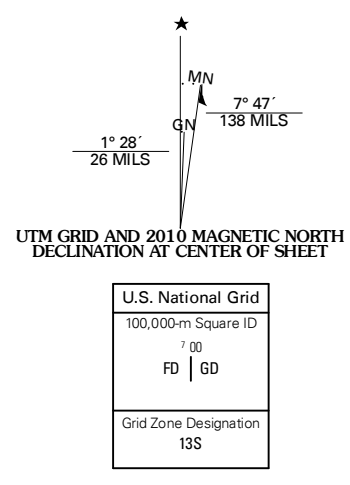 ★
MN
7° 47´
138 MILS
GN
1° 28´
26 MILS
UTM GRID AND 2010 MAGNETIC NORTH
DECLINATION AT CENTER OF SHEET
U.S. National Grid
100,000-m Square ID
7 00
FD GD
Grid Zone Designation
13S